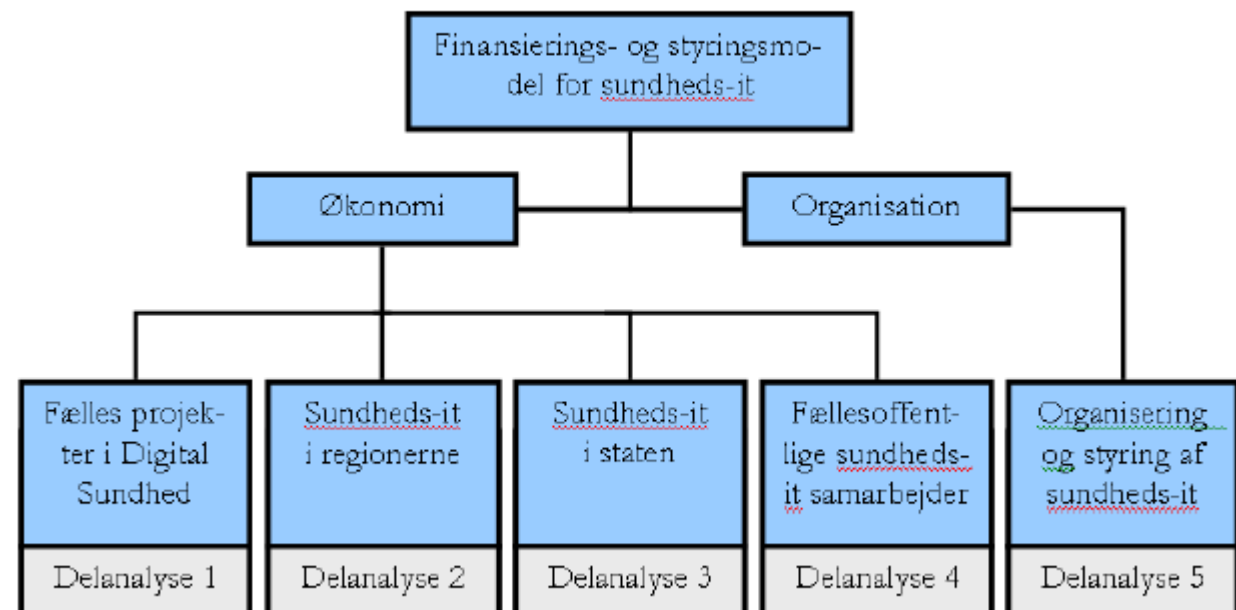 Finansierings- og styringsmo-
del for sundheds-it
Økonomi
Organisation
Fælles projek-
ter i Digital
Sundhed
Delanalyse 1
Sundheds-it
i regionerne
Delanalyse 2
Sundheds-it
i staten
Delanalyse 3
Fællesoffent-
lige sundheds-
it samarbejder
Delanalyse 4
Organisering
og styring af
sundheds-it
Delanalyse 5